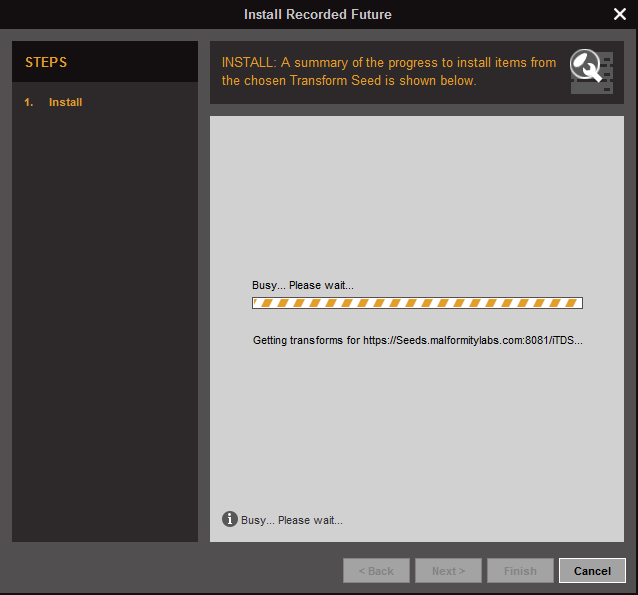 Install Recorded Future
STEPS
1. Install
INSTALL: A summary of the progress to install items from
the chosen Transform Seed is shown below.
Busy... Please wait...
Getting transforms for https://Seeds.malformitylabs.com:8081/iTDS...
Busy... Please wait...
< Back
Next >
Finish
Cancel